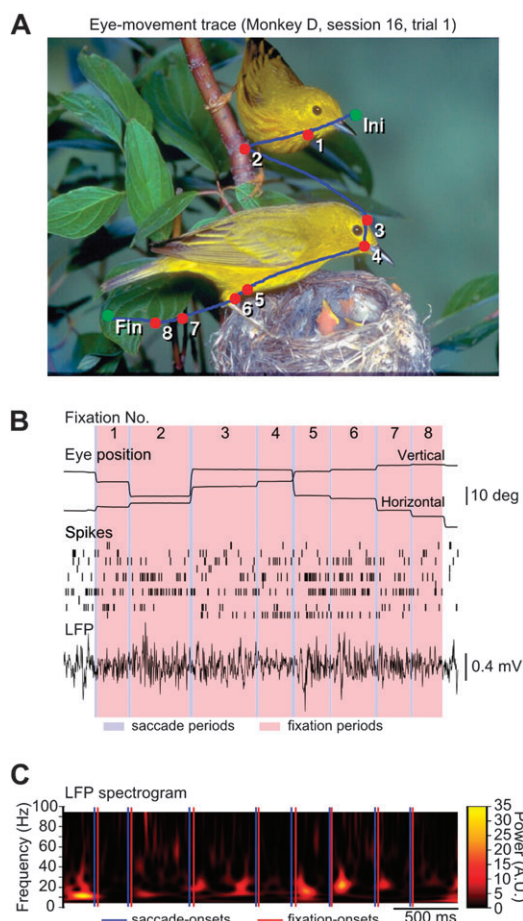 A
Eye-movement trace (Monkey D, session 16, trial 1)
Ini
1
2
3
4
5
6
7
8
Fin
B
Fixation No.
1 2 3 4 5 6 7 8
Eye position
Vertical
10 deg
Horizontal
Spikes
LFP
0.4 mV
saccade periods fixation periods
C
LFP spectrogram
Frequency (Hz)
100
80
60
40
20
0
35
30
25
20
15
10
5
0
Power (A.U.)
500 ms
saccade-onsets fixation-onsets